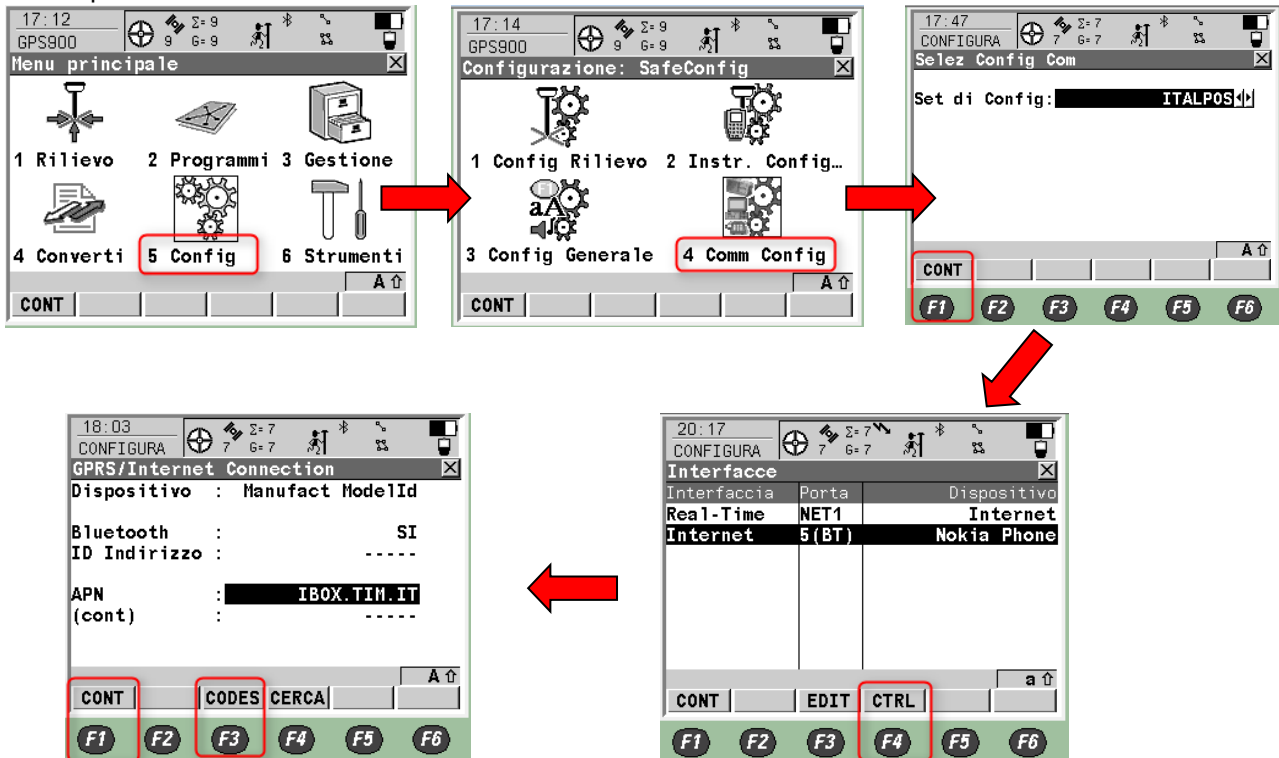 17:12
GPS900
9
Σ= 9
G= 9
Menu principale
1 Rilievo
2 Programmi
3 Gestione
4 Converti
5 Config
6 Strumenti
A ⇧
CONT
17:14
GPS900
9
Σ= 9
G= 9
Configurazione: SafeConfig
1 Config Rilievo
2 Instr. Config…
3 Config Generale
4 Comm Config
A ⇧
CONT
17:47
CONFIGURA
7
Σ= 7
G= 7
Selez Config Com
Set di Config: ITALPOS
A ⇧
CONT
F1 F2 F3 F4 F5 F6
20:17
CONFIGURA
7
Σ= 7
G= 7
Interfacce
Interfaccia Porta Dispositivo
Real-Time NET1 Internet
Internet 5(BT) Nokia Phone
a ⇧
CONT EDIT CTRL
F1 F2 F3 F4 F5 F6
18:03
CONFIGURA
7
Σ= 7
G= 7
GPRS/Internet Connection
Dispositivo : Manufact ModelId
Bluetooth : SI
ID Indirizzo : -----
APN : IBOX.TIM.IT
(cont) : -----
A ⇧
CONT CODES CERCA
F1 F2 F3 F4 F5 F6